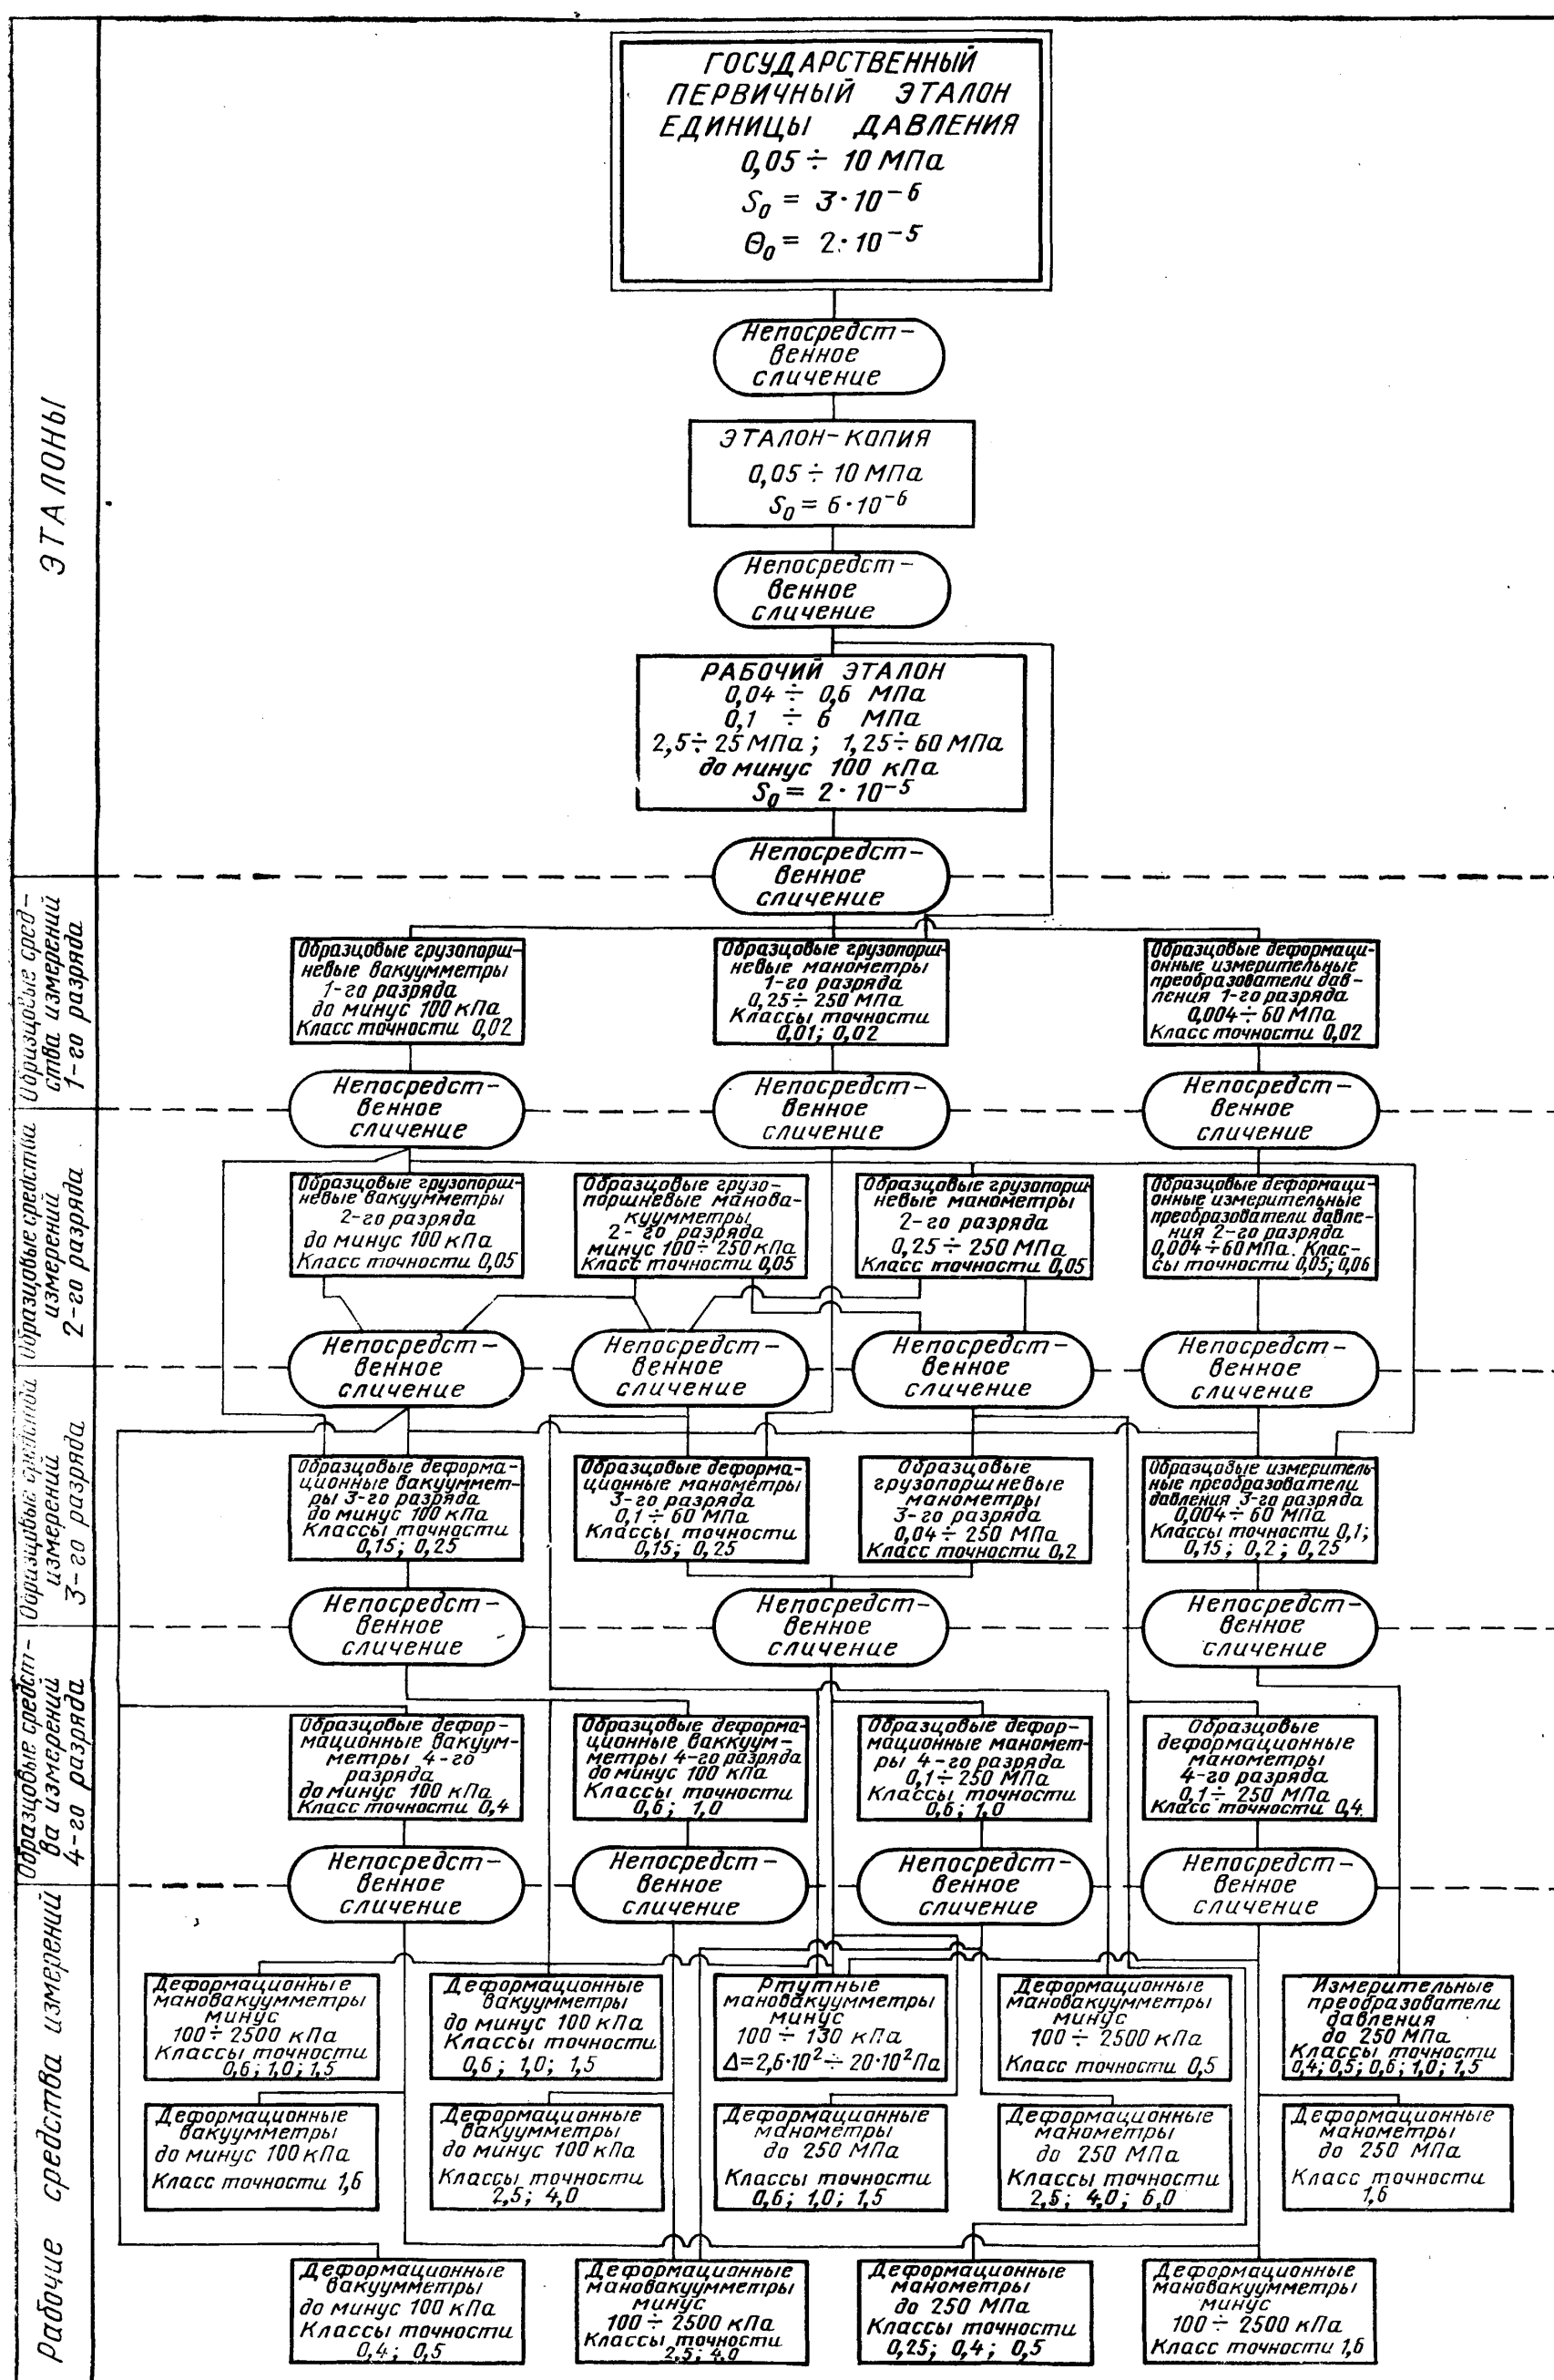 ЭТАЛОНЫ
ГОСУДАРСТВЕННЫЙ
ПЕРВИЧНЫЙ ЭТАЛОН
ЕДИНИЦЫ ДАВЛЕНИЯ
0,05 ÷ 10 МПа
S₀ = 3·10⁻⁶
Θ₀ = 2·10⁻⁵
Непосредст-
венное
сличение
ЭТАЛОН-КОПИЯ
0,05 ÷ 10 МПа
S₀ = 6·10⁻⁶
Непосредст-
венное
сличение
РАБОЧИЙ ЭТАЛОН
0,04 ÷ 0,6 МПа
0,1 ÷ 6 МПа
2,5 ÷ 25 МПа; 1,25 ÷ 60 МПа
до минус 100 кПа
S₀ = 2·10⁻⁵
Непосредст-
венное
сличение
Образцовые сред-
ства измерений
1-го разряда
Образцовые грузопорш-
невые вакуумметры
1-го разряда
до минус 100 кПа
Класс точности 0,02
Образцовые грузопорш-
невые манометры
1-го разряда
0,25 ÷ 250 МПа
Классы точности
0,01; 0,02
Образцовые деформаци-
онные измерительные
преобразователи дав-
ления 1-го разряда
0,004 ÷ 60 МПа
Класс точности 0,02
Непосредст-
венное
сличение
Непосредст-
венное
сличение
Непосредст-
венное
сличение
Образцовые средства
измерений
2-го разряда
Образцовые грузопорш-
невые вакуумметры
2-го разряда
до минус 100 кПа
Класс точности 0,05
Образцовые грузо-
поршневые манова-
куумметры
2-го разряда
минус 100 ÷ 250 кПа
Класс точности 0,05
Образцовые грузопорш-
невые манометры
2-го разряда
0,25 ÷ 250 МПа
Класс точности 0,05
Образцовые деформаци-
онные измерительные
преобразователи давле-
ния 2-го разряда
0,004 ÷ 60 МПа. Клас-
сы точности 0,05; 0,06
Непосредст-
венное
сличение
Непосредст-
венное
сличение
Непосредст-
венное
сличение
Непосредст-
венное
сличение
Образцовые средства
измерений
3-го разряда
Образцовые деформа-
ционные вакууммет-
ры 3-го разряда
до минус 100 кПа
Классы точности
0,15; 0,25
Образцовые деформа-
ционные манометры
3-го разряда
0,1 ÷ 60 МПа
Классы точности
0,15; 0,25
Образцовые
грузопоршневые
манометры
3-го разряда
0,04 ÷ 250 МПа
Класс точности 0,2
Образцовые измеритель-
ные преобразователи
давления 3-го разряда
0,004 ÷ 60 МПа
Классы точности 0,1;
0,15; 0,2; 0,25
Непосредст-
венное
сличение
Непосредст-
венное
сличение
Непосредст-
венное
сличение
Образцовые средст-
ва измерений
4-го разряда
Образцовые дефор-
мационные вакуум-
метры 4-го
разряда
до минус 100 кПа
Класс точности 0,4
Образцовые деформа-
ционные ваккуум-
метры 4-го разряда
до минус 100 кПа
Классы точности
0,6; 1,0
Образцовые дефор-
мационные маномет-
ры 4-го разряда
0,1 ÷ 250 МПа
Классы точности
0,6; 1,0
Образцовые
деформационные
манометры
4-го разряда
0,1 ÷ 250 МПа
Класс точности 0,4.
Непосредст-
венное
сличение
Непосредст-
венное
сличение
Непосредст-
венное
сличение
Непосредст-
венное
сличение
Рабочие средства измерений
Деформационные
мановакуумметры
минус
100 ÷ 2500 кПа
Классы точности
0,6; 1,0; 1,5
Деформационные
вакуумметры
до минус 100 кПа
Классы точности
0,6; 1,0; 1,5
Ртутные
мановакуумметры
минус
100 ÷ 130 кПа
Δ=2,6·10² ÷ 20·10² Па
Деформационные
мановакуумметры
минус
100 ÷ 2500 кПа
Класс точности 0,5
Измерительные
преобразователи
давления
до 250 МПа
Классы точности
0,4; 0,5; 0,6; 1,0; 1,5
Деформационные
вакуумметры
до минус 100 кПа
Класс точности 1,6
Деформационные
вакуумметры
до минус 100 кПа
Классы точности
2,5; 4,0
Деформационные
манометры
до 250 МПа
Классы точности
0,6; 1,0; 1,5
Деформационные
манометры
до 250 МПа
Классы точности
2,5; 4,0; 6,0
Деформационные
манометры
до 250 МПа
Класс точности
1,6
Деформационные
вакуумметры
до минус 100 кПа
Классы точности
0,4; 0,5
Деформационные
мановакуумметры
минус
100 ÷ 2500 кПа
Классы точности
2,5; 4,0
Деформационные
манометры
до 250 МПа
Классы точности
0,25; 0,4; 0,5
Деформационные
мановакуумметры
минус
100 ÷ 2500 кПа
Класс точности 1,6